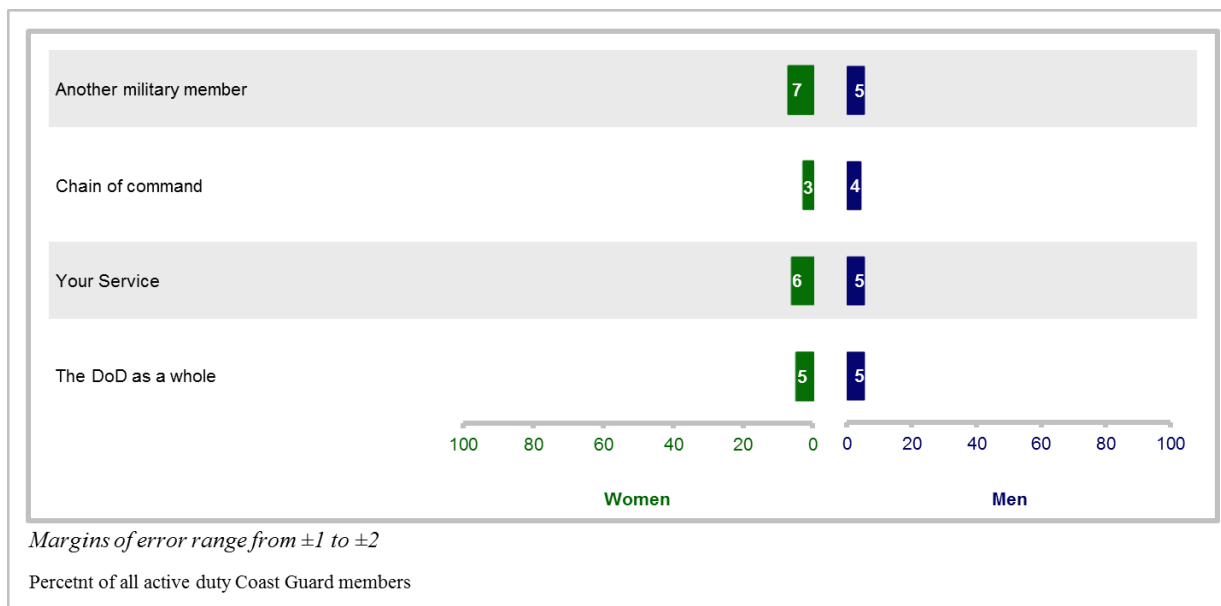 Another military member 7 5
Chain of command 3 4
Your Service 6 5
The DoD as a whole 5 5
100 80 60 40 20 0 0 20 40 60 80 100
Women Men
Margins of error range from ±1 to ±2
Percetnt of all active duty Coast Guard members